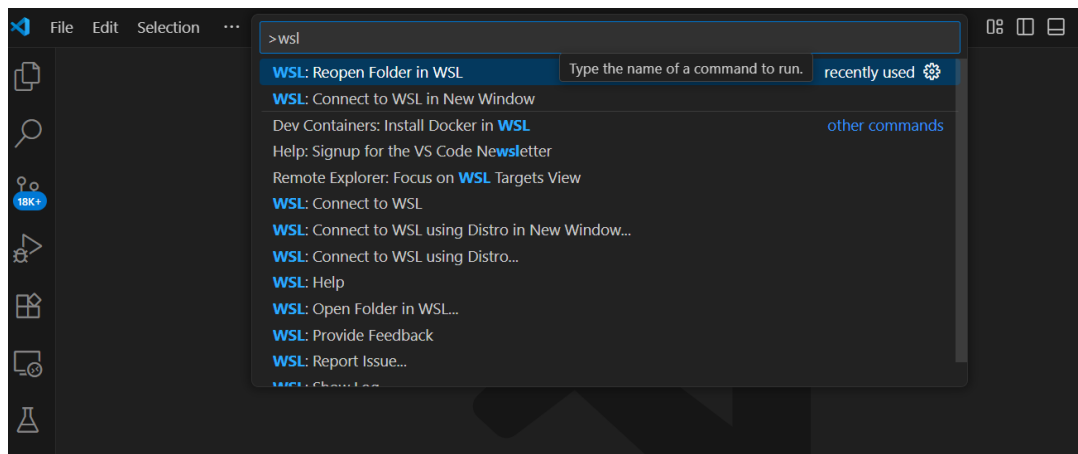 File Edit Selection ...
>wsl
Type the name of a command to run.
WSL: Reopen Folder in WSL recently used
WSL: Connect to WSL in New Window
Dev Containers: Install Docker in WSL other commands
Help: Signup for the VS Code Newsletter
Remote Explorer: Focus on WSL Targets View
18K+
WSL: Connect to WSL
WSL: Connect to WSL using Distro in New Window...
WSL: Connect to WSL using Distro...
WSL: Help
WSL: Open Folder in WSL...
WSL: Provide Feedback
WSL: Report Issue...
WSL: Show Log